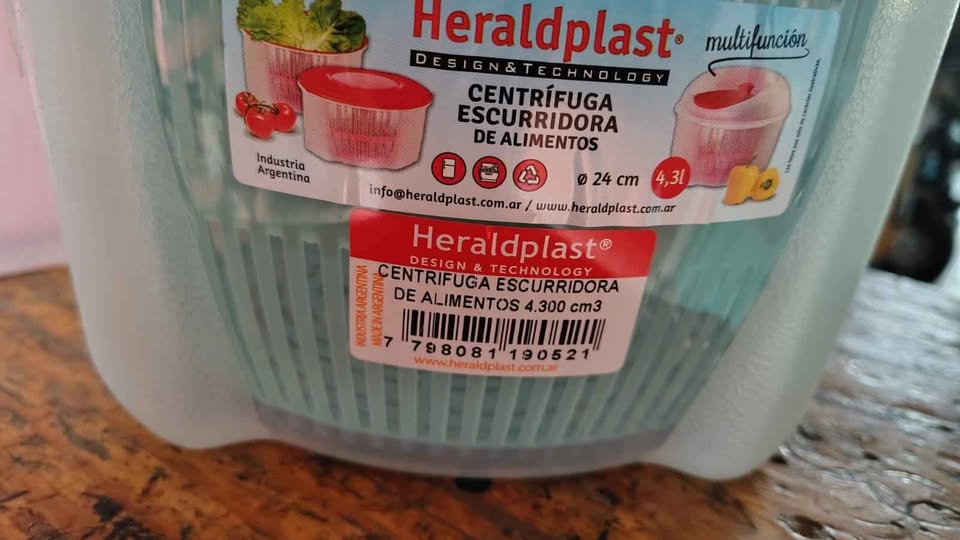 Heraldplast®
DESIGN & TECHNOLOGY
multifunción
CENTRÍFUGA
ESCURRIDORA
DE ALIMENTOS
Industria
Argentina
ø 24 cm
4,3l
info@heraldplast.com.ar / www.heraldplast.com.ar
Heraldplast®
DESIGN & TECHNOLOGY
CENTRIFUGA ESCURRIDORA
DE ALIMENTOS 4.300 cm3
INDUSTRIA ARGENTINA
MADE IN ARGENTINA
7 798081 190521
www.heraldplast.com.ar